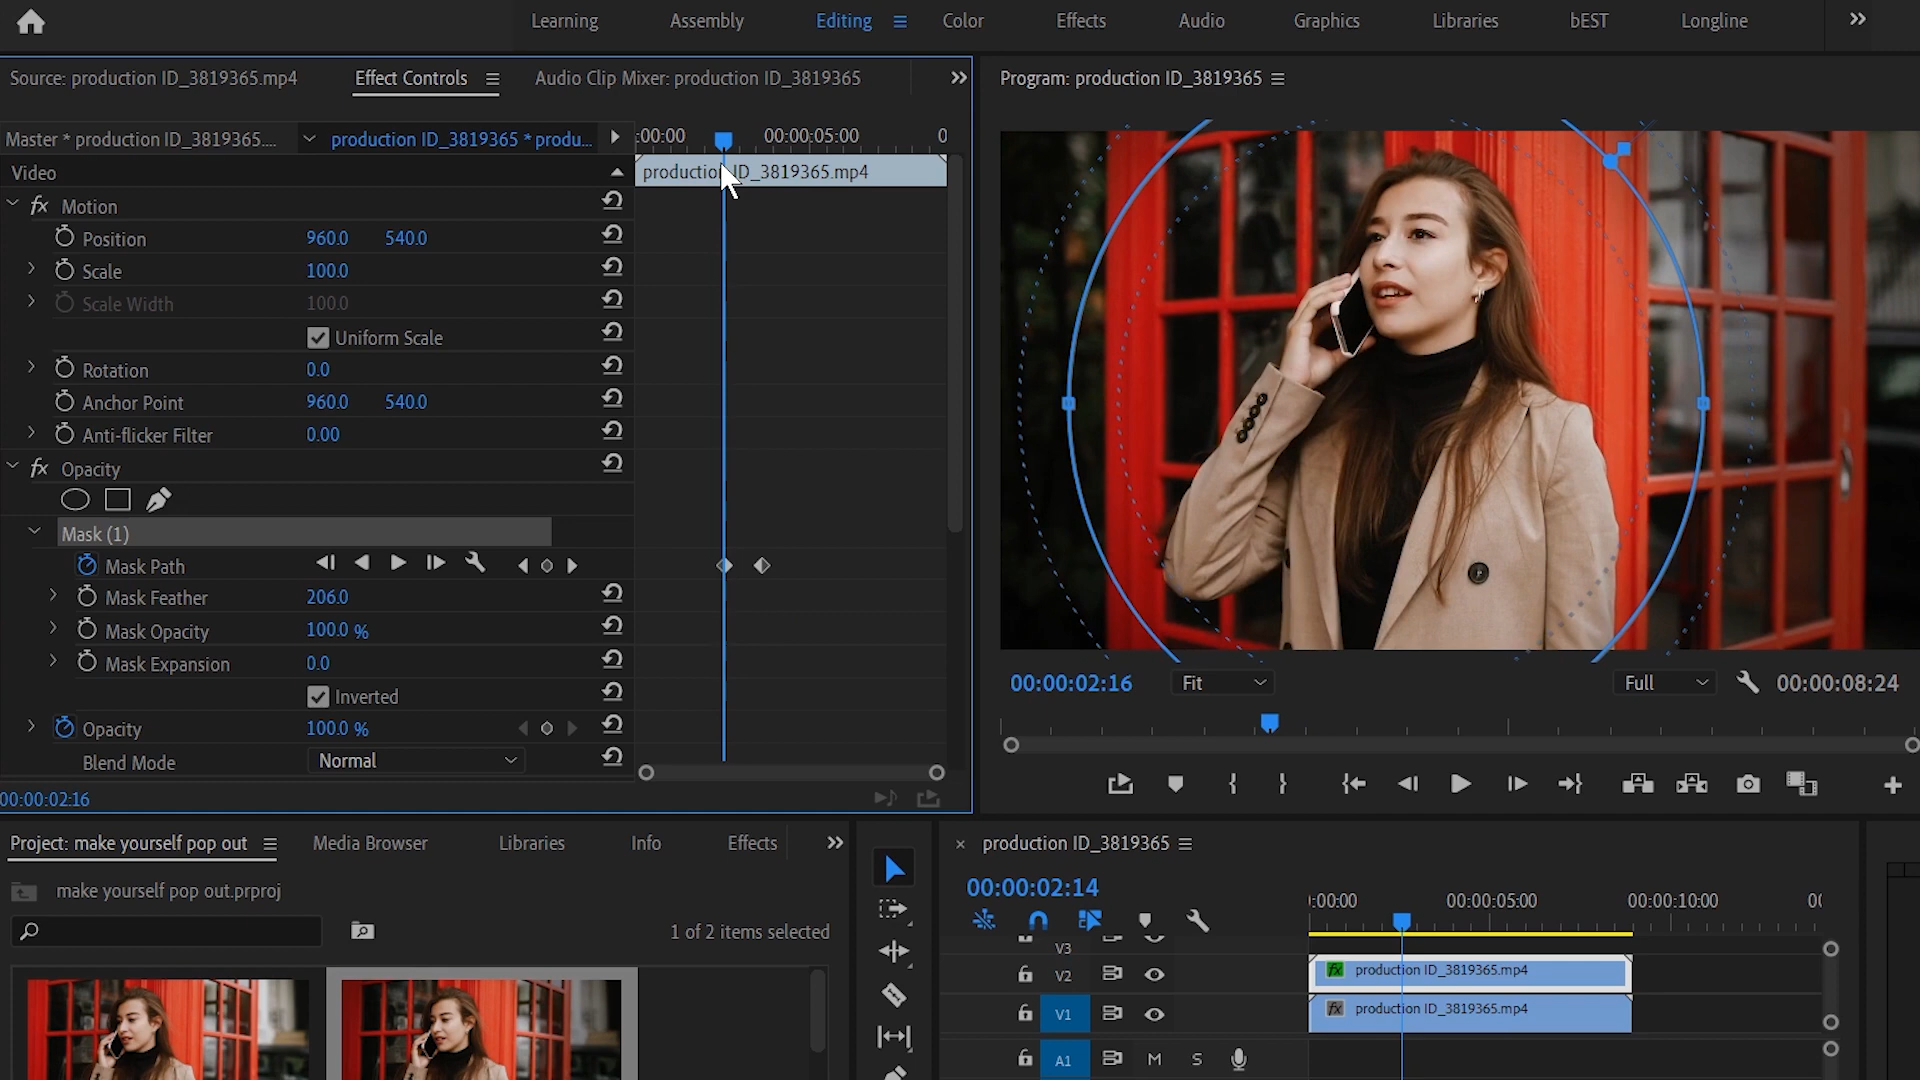 Learning Assembly Editing Color Effects Audio Graphics Libraries bEST Longline
Source: production ID_3819365.mp4 Effect Controls Audio Clip Mixer: production ID_3819365
Program: production ID_3819365
Master * production ID_3819365.... production ID_3819365 * produ...
:00:00 00:00:05:00 0
Video
production ID_3819365.mp4
fx Motion
Position 960.0 540.0
Scale 100.0
Scale Width 100.0
Uniform Scale
Rotation 0.0
Anchor Point 960.0 540.0
Anti-flicker Filter 0.00
fx Opacity
Mask (1)
Mask Path
Mask Feather 206.0
Mask Opacity 100.0 %
Mask Expansion 0.0
Inverted
Opacity 100.0 %
Blend Mode Normal
00:00:02:16
00:00:02:16 Fit Full 00:00:08:24
Project: make yourself pop out Media Browser Libraries Info Effects
make yourself pop out.prproj
1 of 2 items selected
production ID_3819365
00:00:02:14
:00:00 00:00:05:00 00:00:10:00 00
V3
V2 fx production ID_3819365.mp4
V1 fx production ID_3819365.mp4
A1 M S